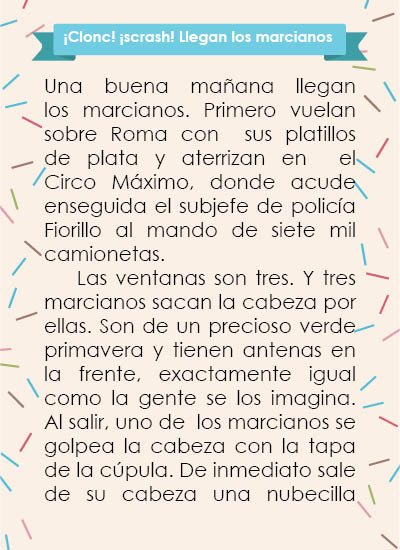 ¡Clonc! ¡scrash! Llegan los marcianos
Una buena mañana llegan
los marcianos. Primero vuelan
sobre Roma con sus platillos
de plata y aterrizan en el
Circo Máximo, donde acude
enseguida el subjefe de policía
Fiorillo al mando de siete mil
camionetas.
Las ventanas son tres. Y tres
marcianos sacan la cabeza por
ellas. Son de un precioso verde
primavera y tienen antenas en
la frente, exactamente igual
como la gente se los imagina.
Al salir, uno de los marcianos se
golpea la cabeza con la tapa
de la cúpula. De inmediato sale
de su cabeza una nubecilla